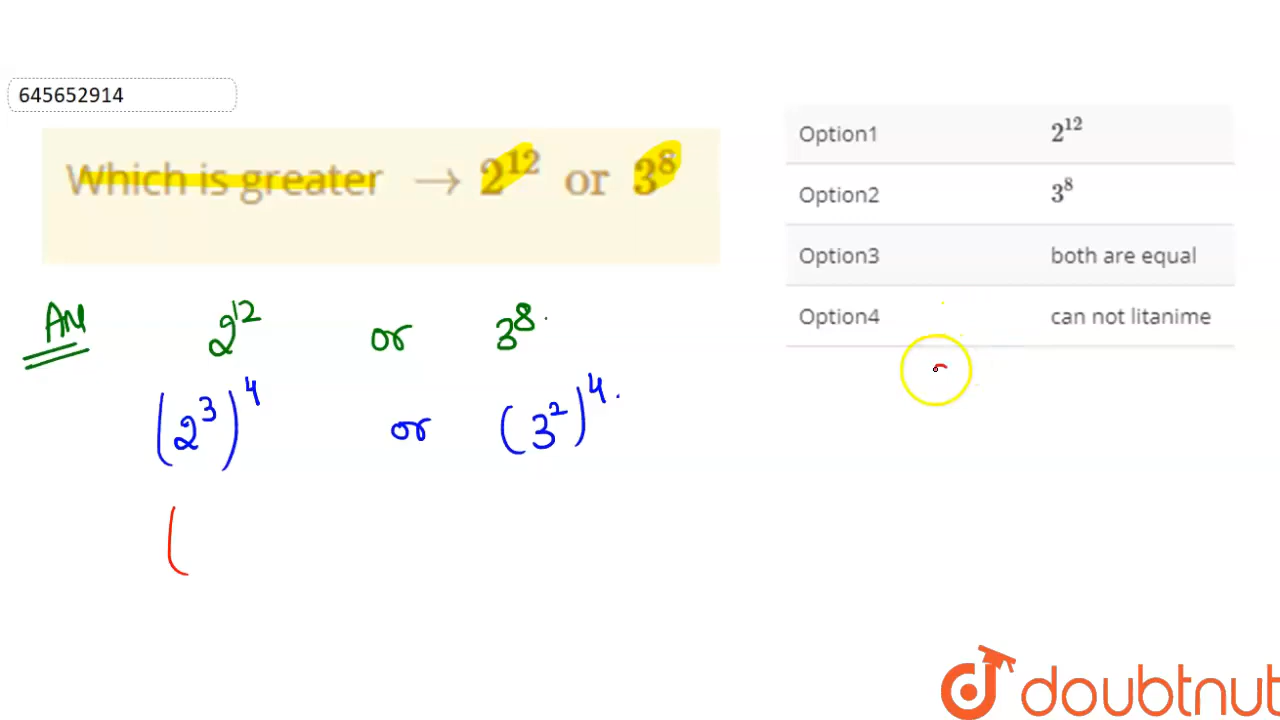 645652914
Which is greater → 2^12 or 3^8
Option1 2^12
Option2 3^8
Option3 both are equal
Option4 can not litanime
Ans 2^12 or 3^8
(2^3)^4 or (3^2)^4
(
doubtnut